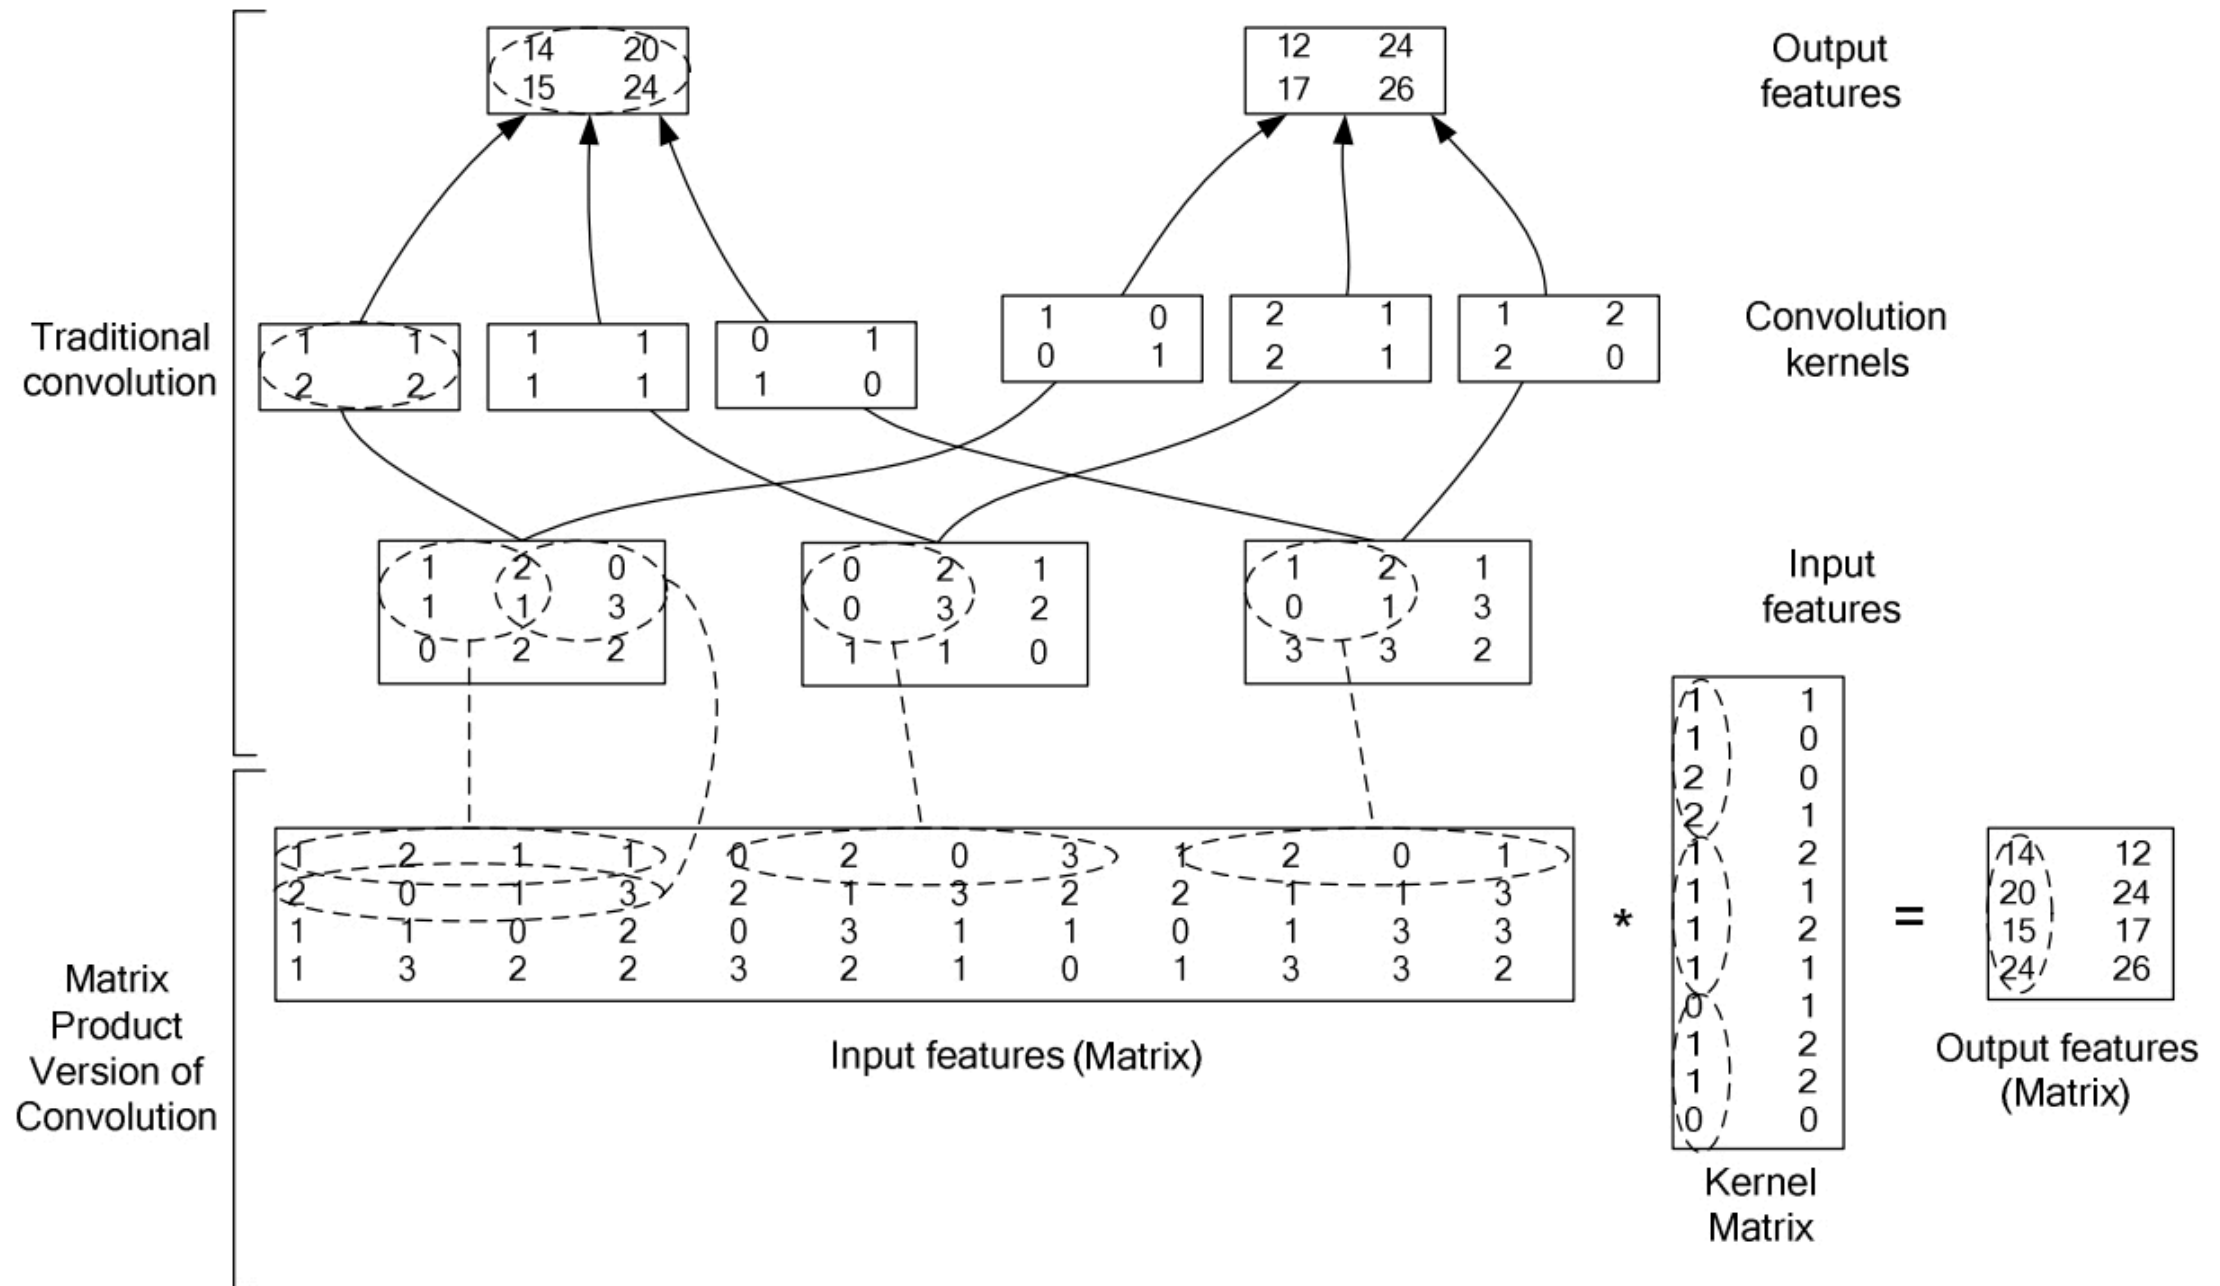 14 20
15 24
12 24
17 26
Output
features
Traditional
convolution
1 1
2 2
1 1
1 1
0 1
1 0
1 0
0 1
2 1
2 1
1 2
2 0
Convolution
kernels
1 2 0
1 1 3
0 2 2
0 2 1
0 3 2
1 1 0
1 2 1
0 1 3
3 3 2
Input
features
Matrix
Product
Version of
Convolution
1 2 1 1 0 2 0 3 1 2 0 1
2 0 1 3 2 1 3 2 2 1 1 3
1 1 0 2 0 3 1 1 0 1 3 3
1 3 2 2 3 2 1 0 1 3 3 2
Input features (Matrix)
*
1 1
1 0
2 0
2 1
1 2
1 1
1 2
1 1
0 1
1 2
1 2
0 0
Kernel
Matrix
=
14 12
20 24
15 17
24 26
Output features
(Matrix)